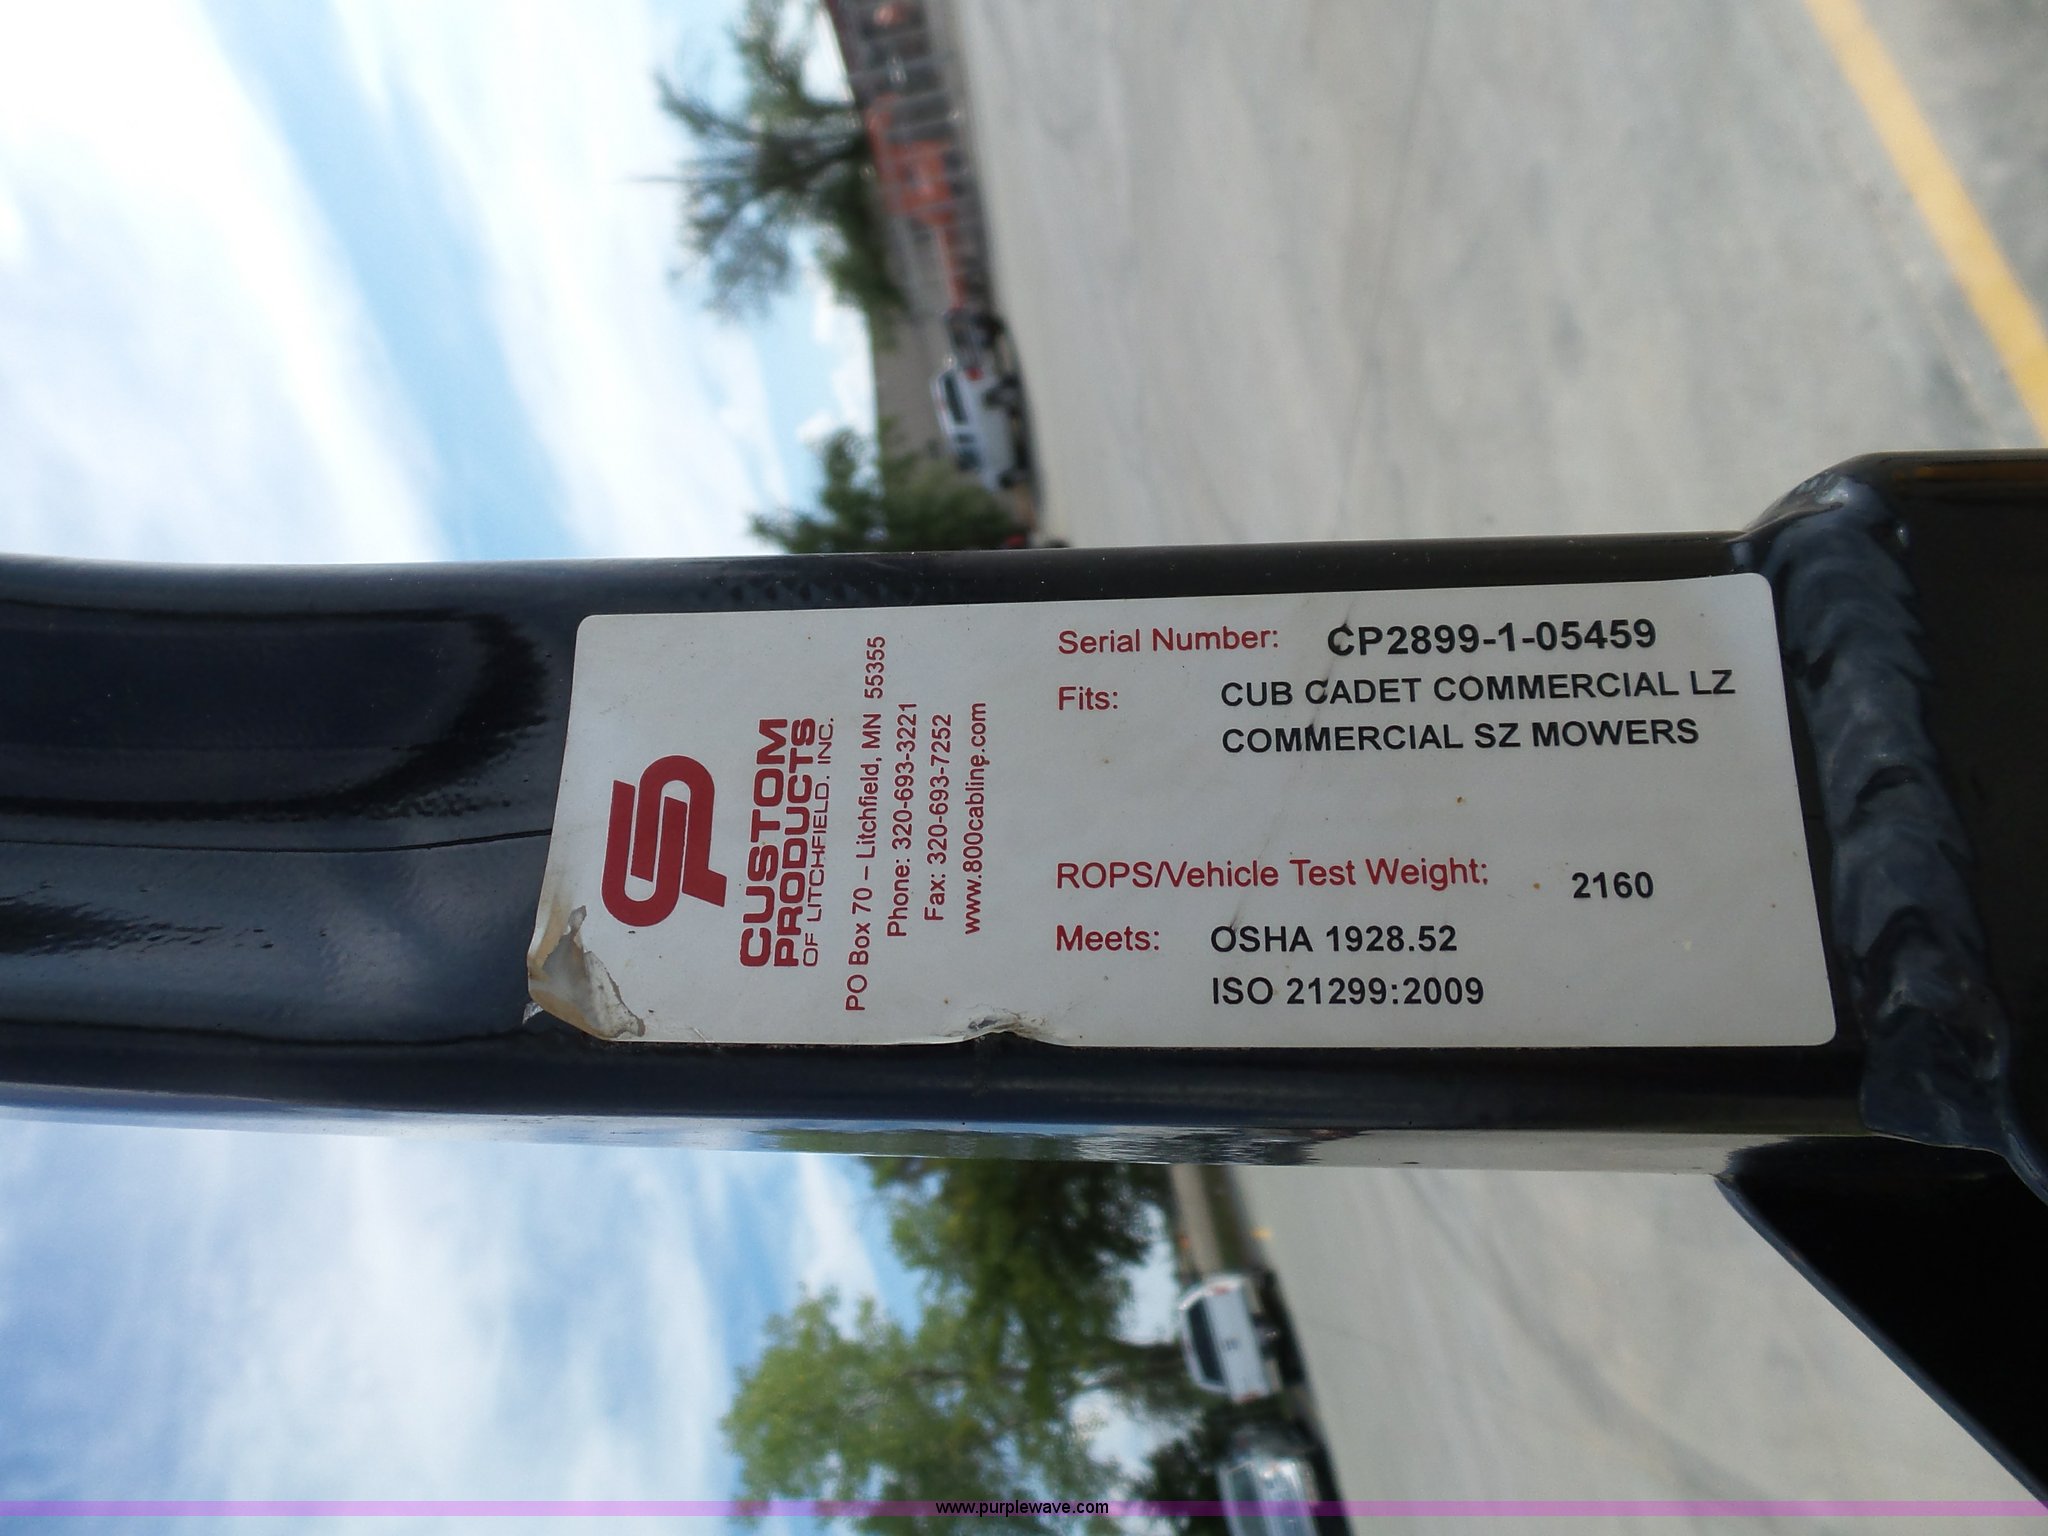 CP
CUSTOM
PRODUCTS
OF LITCHFIELD, INC.
PO Box 70 – Litchfield, MN 55355
Phone: 320-693-3221
Fax: 320-693-7252
www.800cabline.com
Serial Number: CP2899-1-05459
Fits: CUB CADET COMMERCIAL LZ
COMMERCIAL SZ MOWERS
ROPS/Vehicle Test Weight: 2160
Meets: OSHA 1928.52
ISO 21299:2009
www.purplewave.com